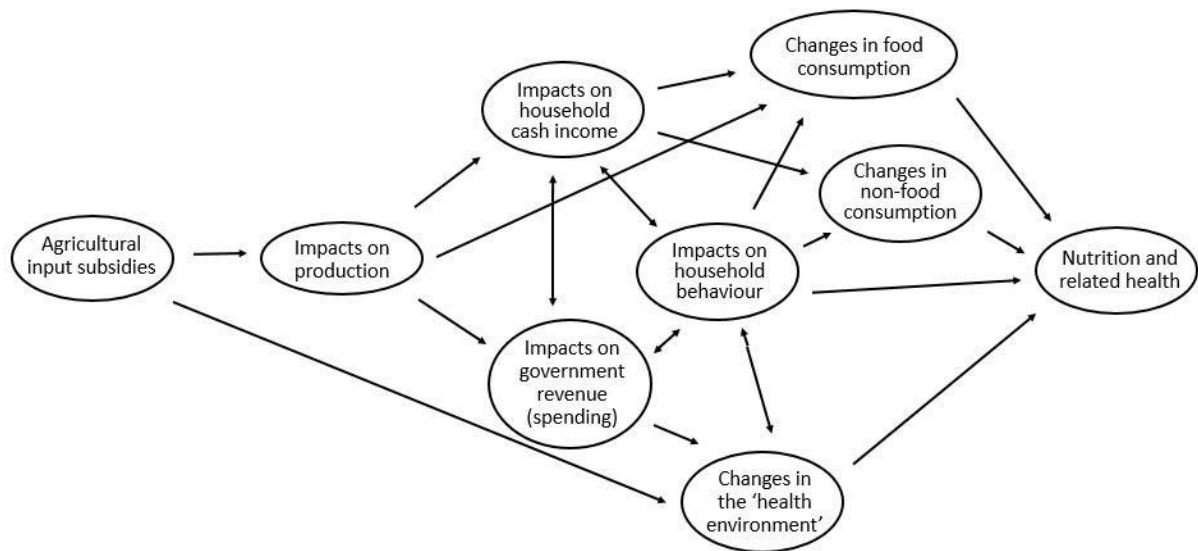 Changes in food
consumption
Impacts on
household
cash income
Changes in
non-food
consumption
Agricultural
input subsidies
Impacts on
production
Impacts on
household
behaviour
Nutrition and
related health
Impacts on
government
revenue
(spending)
Changes in
the ‘health
environment’